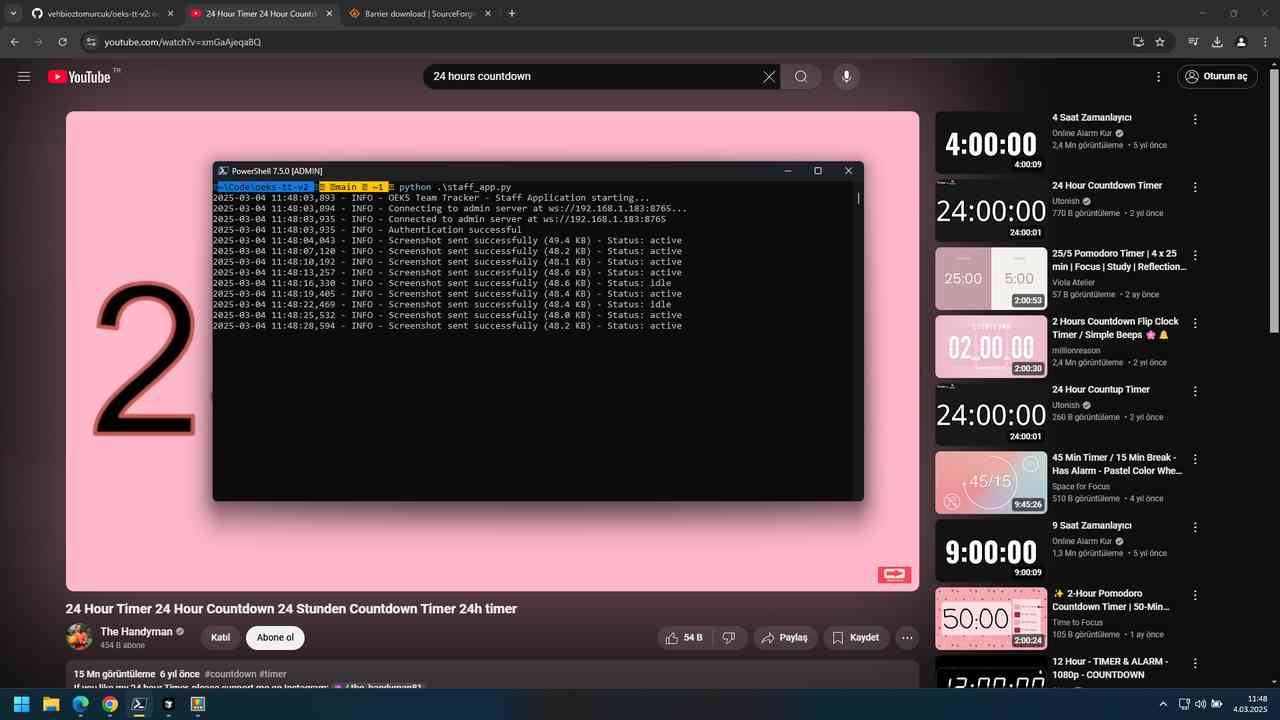 vehbioztomurcuk/oeks-tt-v2: o
24 Hour Timer 24 Hour Countd
Barrier download | SourceForg
youtube.com/watch?v=xmGaAjeqaBQ
YouTube TR
24 hours countdown
Oturum aç
2
PowerShell 7.5.0 [ADMIN]
~\Code\oeks-tt-v2 main ~1 python .\staff_app.py
2025-03-04 11:48:03,893 - INFO - OEKS Team Tracker - Staff Application starting...
2025-03-04 11:48:03,894 - INFO - Connecting to admin server at ws://192.168.1.183:8765...
2025-03-04 11:48:03,935 - INFO - Connected to admin server at ws://192.168.1.183:8765
2025-03-04 11:48:03,935 - INFO - Authentication successful
2025-03-04 11:48:04,043 - INFO - Screenshot sent successfully (49.4 KB) - Status: active
2025-03-04 11:48:07,120 - INFO - Screenshot sent successfully (48.2 KB) - Status: active
2025-03-04 11:48:10,192 - INFO - Screenshot sent successfully (48.1 KB) - Status: active
2025-03-04 11:48:13,257 - INFO - Screenshot sent successfully (48.6 KB) - Status: active
2025-03-04 11:48:16,330 - INFO - Screenshot sent successfully (48.6 KB) - Status: idle
2025-03-04 11:48:19,405 - INFO - Screenshot sent successfully (48.4 KB) - Status: active
2025-03-04 11:48:22,469 - INFO - Screenshot sent successfully (48.4 KB) - Status: idle
2025-03-04 11:48:25,532 - INFO - Screenshot sent successfully (48.0 KB) - Status: active
2025-03-04 11:48:28,594 - INFO - Screenshot sent successfully (48.2 KB) - Status: active
24 Hour Timer 24 Hour Countdown 24 Stunden Countdown Timer 24h timer
The Handyman
454 B abone
Katıl
Abone ol
54 B
Paylaş
Kaydet
15 Mn görüntüleme 6 yıl önce #countdown #timer
If you like my 24 hour Timer, please support me on Instagram: / the_handyman81
4:00:00
4:00:09
4 Saat Zamanlayıcı
Online Alarm Kur
2,4 Mn görüntüleme • 5 yıl önce
24:00:00
24:00:01
24 Hour Countdown Timer
Utonish
770 B görüntüleme • 2 yıl önce
25:00 5:00
2:00:53
25/5 Pomodoro Timer | 4 x 25
min | Focus | Study | Reflection...
Viola Atelier
57 B görüntüleme • 2 ay önce
COUNTDOWN
02:00:00
2:00:30
2 Hours Countdown Flip Clock
Timer / Simple Beeps 🌸 🔔
millionreason
2,4 Mn görüntüleme • 2 yıl önce
24:00:00
24:00:01
24 Hour Countup Timer
Utonish
260 B görüntüleme • 2 yıl önce
45/15
9:45:26
45 Min Timer / 15 Min Break -
Has Alarm - Pastel Color Whe...
Space for Focus
510 B görüntüleme • 4 yıl önce
9:00:00
9:00:09
9 Saat Zamanlayıcı
Online Alarm Kur
1,3 Mn görüntüleme • 5 yıl önce
50:00
2:00:24
✨ 2-Hour Pomodoro
Countdown Timer | 50-Min...
Time to Focus
105 B görüntüleme • 1 ay önce
12:00:00
12 Hour - TIMER & ALARM -
1080p - COUNTDOWN
11:48
4.03.2025